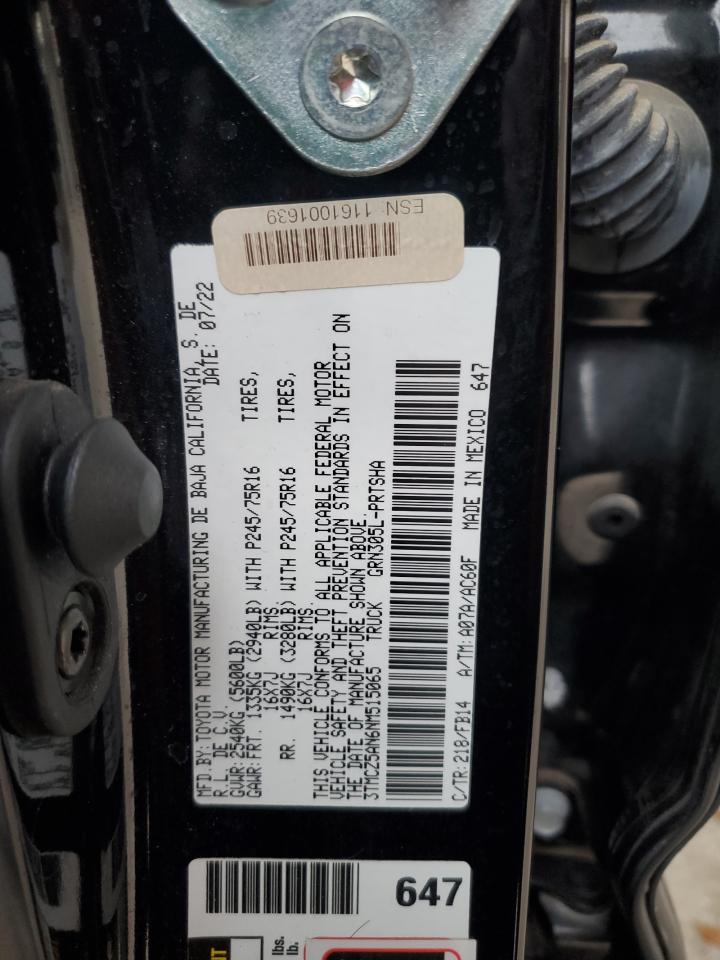 ESN: 11610001639
MFD. BY: TOYOTA MOTOR MANUFACTURING DE BAJA CALIFORNIA, S. DE
R.L. DE C.V. DATE: 07/22
GVWR: 2540KG (5600LB)
GAWR: FRT. 1335KG (2940LB) WITH P245/75R16 TIRES,
16X7J RIMS.
RR. 1490KG (3280LB) WITH P245/75R16 TIRES,
16X7J RIMS.
THIS VEHICLE CONFORMS TO ALL APPLICABLE FEDERAL MOTOR
VEHICLE SAFETY AND THEFT PREVENTION STANDARDS IN EFFECT ON
THE DATE OF MANUFACTURE SHOWN ABOVE.
3TMCZ5AN6NM515065 TRUCK GRN305L-PRTSHA
C/TR: 218/FB14 A/TM: A07A/AC60F MADE IN MEXICO 647
647
lbs.
lb.